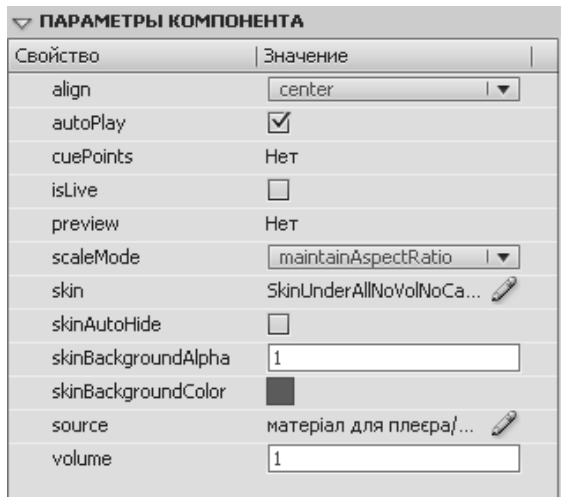 ПАРАМЕТРЫ КОМПОНЕНТА
Свойство Значение
align center
autoPlay
cuePoints Нет
isLive
preview Нет
scaleMode maintainAspectRatio
skin SkinUnderAllNoVolNoCa...
skinAutoHide
skinBackgroundAlpha 1
skinBackgroundColor
source матеріал для плеєра/...
volume 1